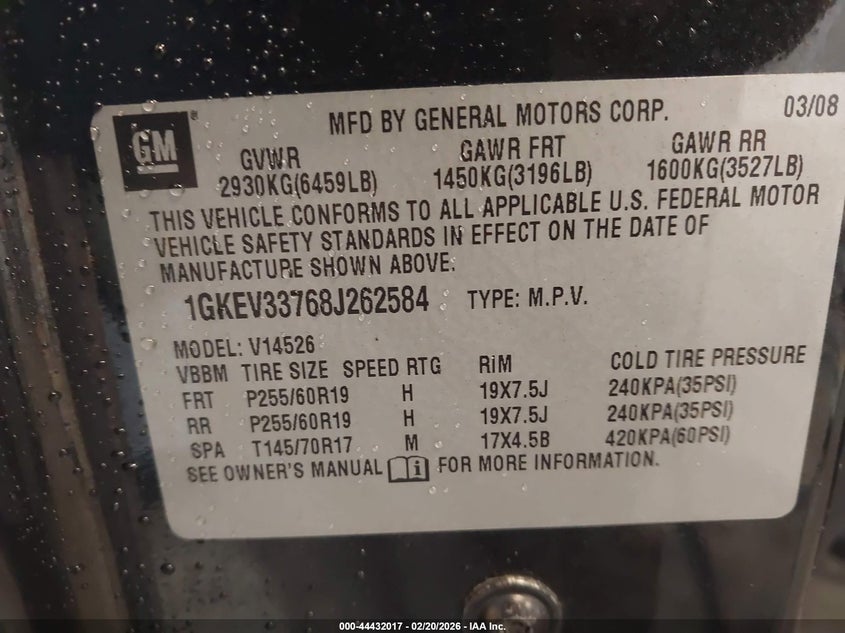 GM
®
MFD BY GENERAL MOTORS CORP. 03/08
GVWR GAWR FRT GAWR RR
2930KG(6459LB) 1450KG(3196LB) 1600KG(3527LB)
THIS VEHICLE CONFORMS TO ALL APPLICABLE U.S. FEDERAL MOTOR
VEHICLE SAFETY STANDARDS IN EFFECT ON THE DATE OF
MANUFACTURE SHOWN ABOVE.
1GKEV33768J262584 TYPE: M.P.V.
MODEL: V14526
VBBM TIRE SIZE SPEED RTG RiM COLD TIRE PRESSURE
FRT P255/60R19 H 19X7.5J 240KPA(35PSI)
RR P255/60R19 H 19X7.5J 240KPA(35PSI)
SPA T145/70R17 M 17X4.5B 420KPA(60PSI)
SEE OWNER'S MANUAL i FOR MORE INFORMATION.
000-44432017 - 02/20/2026 - IAA Inc.